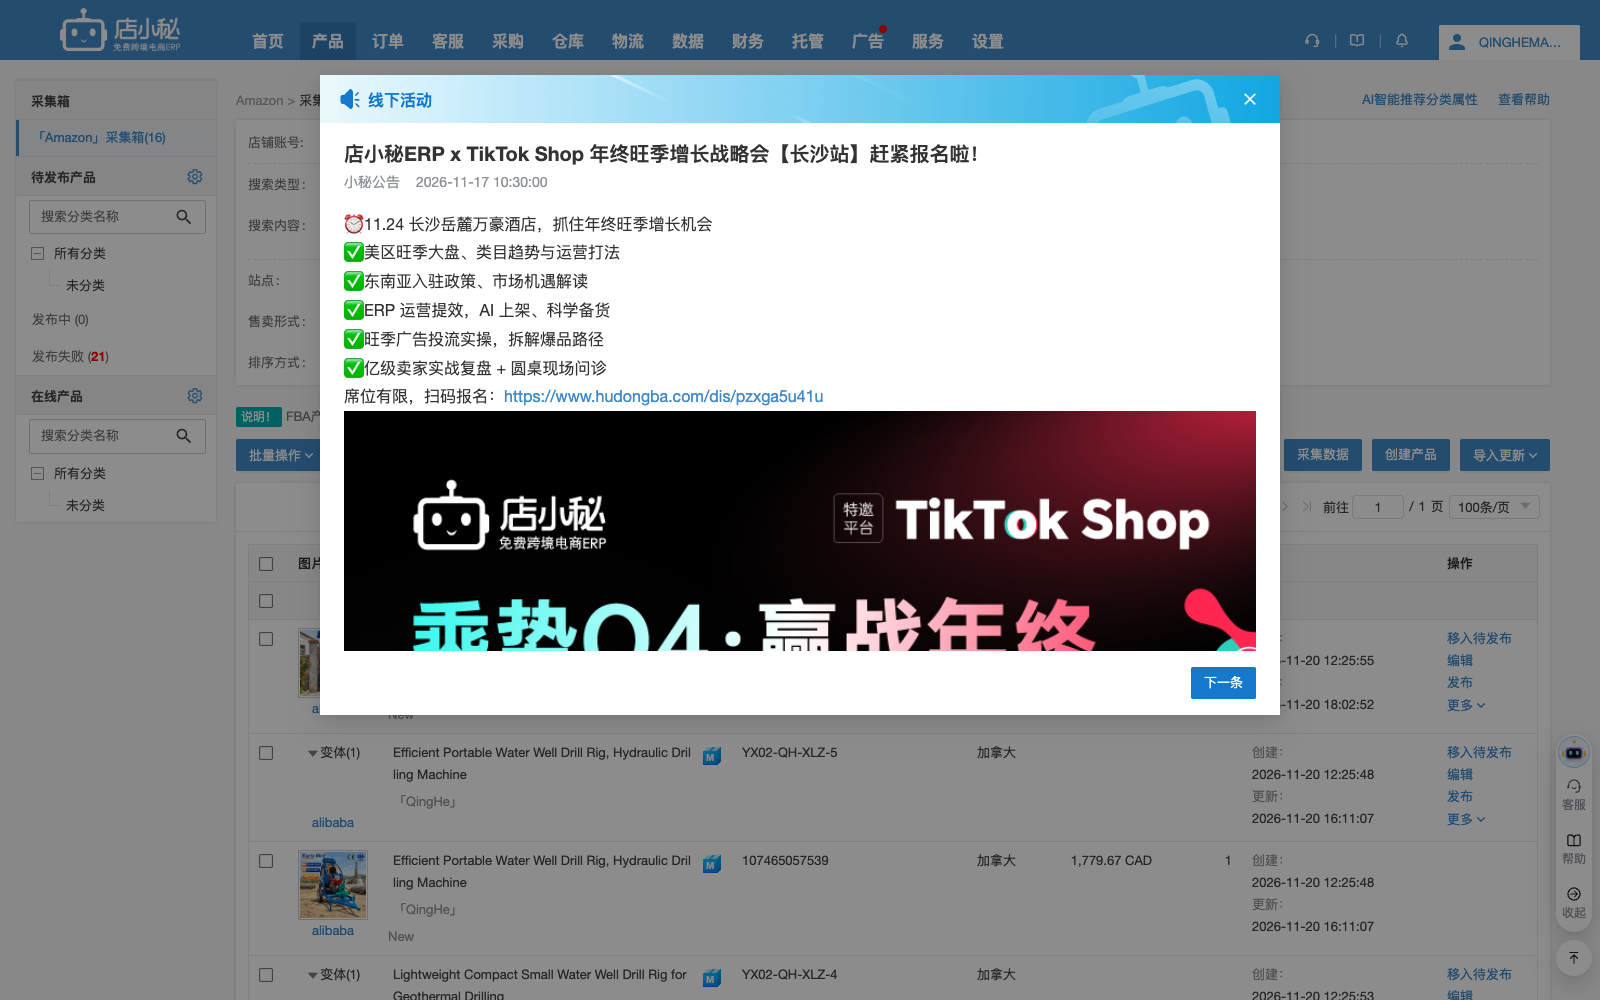 店小秘
免费跨境电商ERP
首页 产品 订单 客服 采购 仓库 物流 数据 财务 托管 广告 服务 设置
QINGHEMA...
采集箱
「Amazon」采集箱(16)
待发布产品
搜索分类名称
所有分类
未分类
发布中 (0)
发布失败 (21)
在线产品
搜索分类名称
所有分类
未分类
Amazon > 采集
AI智能推荐分类属性 查看帮助
店铺账号：
搜索类型：
搜索内容：
站点：
售卖形式：
排序方式：
说明！ FBA产
批量操作
采集数据 创建产品 导入更新
前往 1 / 1 页 100条/页
线下活动
店小秘ERP x TikTok Shop 年终旺季增长战略会【长沙站】赶紧报名啦！
小秘公告 2026-11-17 10:30:00
⏰11.24 长沙岳麓万豪酒店，抓住年终旺季增长机会
✅美区旺季大盘、类目趋势与运营打法
✅东南亚入驻政策、市场机遇解读
✅ERP 运营提效，AI 上架、科学备货
✅旺季广告投流实操，拆解爆品路径
✅亿级卖家实战复盘 + 圆桌现场问诊
席位有限，扫码报名：https://www.hudongba.com/dis/pzxga5u41u
店小秘
免费跨境电商ERP
特邀
平台
TikTok Shop
乘势Q4·赢战年终
下一条
图片
操作
-11-20 12:25:55
-11-20 18:02:52
移入待发布
编辑
发布
更多
New
变体(1)
Efficient Portable Water Well Drill Rig, Hydraulic Dril
ling Machine
「QingHe」
alibaba
YX02-QH-XLZ-5
加拿大
创建：
2026-11-20 12:25:48
更新：
2026-11-20 16:11:07
移入待发布
编辑
发布
更多
Efficient Portable Water Well Drill Rig, Hydraulic Dril
ling Machine
「QingHe」
New
alibaba
107465057539
加拿大
1,779.67 CAD
1
创建：
2026-11-20 12:25:48
更新：
2026-11-20 16:11:07
变体(1)
Lightweight Compact Small Water Well Drill Rig for
Geothermal Drilling
YX02-QH-XLZ-4
加拿大
创建：
2026-11-20 12:25:53
移入待发布
编辑
客服
帮助
收起